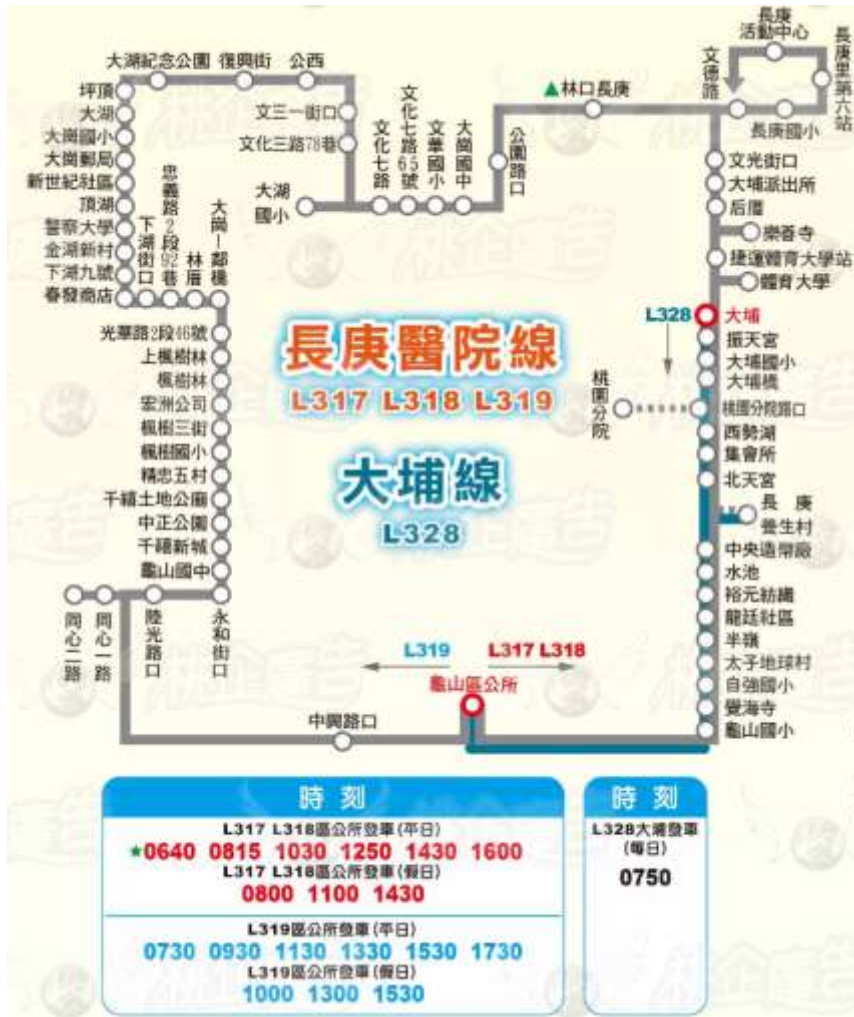 長庚
活動中心
文德路
長庚里第六站
長庚國小
大湖紀念公園
復興街
公西
坪頂
大湖
大崗國小
大崗郵局
新世紀社區
頂湖
警察大學
金湖新村
下湖九號
春發商店
下湖街口
忠義路2段92巷
林厝
大崗一鄰橋
文三一街口
文化三路78巷
大湖
國小
文化七路
文化七路65號
文華國小
大崗國中
公園路口
▲林口長庚
文光街口
大埔派出所
后厝
樂善寺
捷運體育大學站
體育大學
L328
大埔
振天宮
大埔國小
大埔橋
桃園分院
桃園分院路口
西勢湖
集會所
北天宮
長庚
養生村
中央造幣廠
水池
裕元紡織
龍廷社區
半嶺
太子地球村
自強國小
覺海寺
龜山國小
光華路2段46號
上楓樹林
楓樹林
宏洲公司
楓樹三街
楓樹國小
精忠五村
千禧土地公廟
中正公園
千禧新城
龜山國中
同心二路
同心一路
陸光路口
永和街口
長庚醫院線
L317 L318 L319
大埔線
L328
L319
L317 L318
龜山區公所
中興路口
時刻
L317 L318區公所發車(平日)
★0640 0815 1030 1250 1430 1600
L317 L318區公所發車(假日)
0800 1100 1430
L319區公所發車(平日)
0730 0930 1130 1330 1530 1730
L319區公所發車(假日)
1000 1300 1530
時刻
L328大埔發車
(每日)
0750